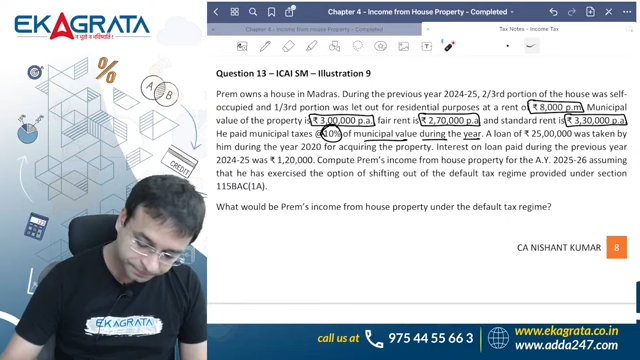 EKAGRATA
Chapter 4 - Income from House Property - Completed
Chapter 4 - Income from House Property - Completed
Tax Notes - Income Tax
Question 13 – ICAI SM – Illustration 9
Prem owns a house in Madras. During the previous year 2024-25, 2/3rd portion of the house was self-
occupied and 1/3rd portion was let out for residential purposes at a rent of ₹ 8,000 p.m. Municipal
value of the property is ₹ 3,00,000 p.a., fair rent is ₹ 2,70,000 p.a. and standard rent is ₹ 3,30,000 p.a.
He paid municipal taxes @ 10% of municipal value during the year. A loan of ₹ 25,00,000 was taken by
him during the year 2020 for acquiring the property. Interest on loan paid during the previous year
2024-25 was ₹ 1,20,000. Compute Prem's income from house property for the A.Y. 2025-26 assuming
that he has exercised the option of shifting out of the default tax regime provided under section
115BAC(1A).
What would be Prem's income from house property under the default tax regime?
CA NISHANT KUMAR 8
%
A
B
CREDIT
EKAGRATA
call us at 975 44 55 66 3
www.ekagrata.co.in
www.adda247.com